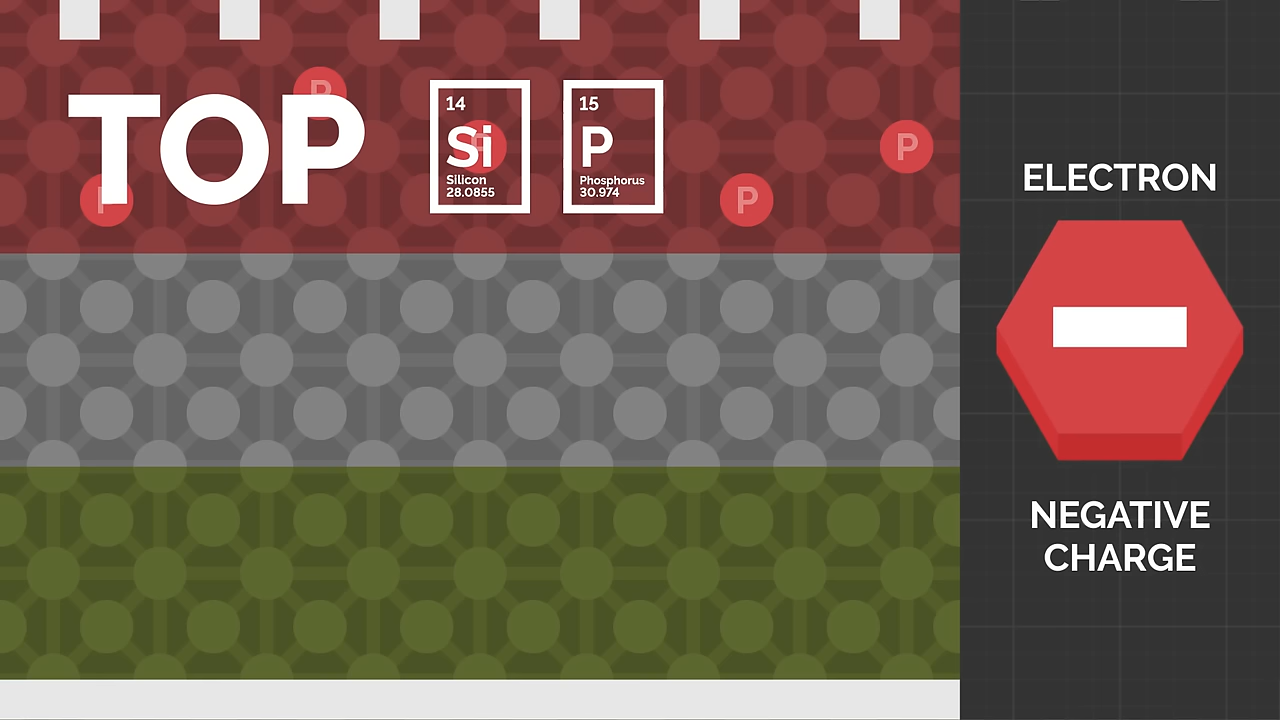 TOP
14
Si
Silicon
28.0855
15
P
Phosphorus
30.974
P
P
P
P
P
ELECTRON
NEGATIVE
CHARGE